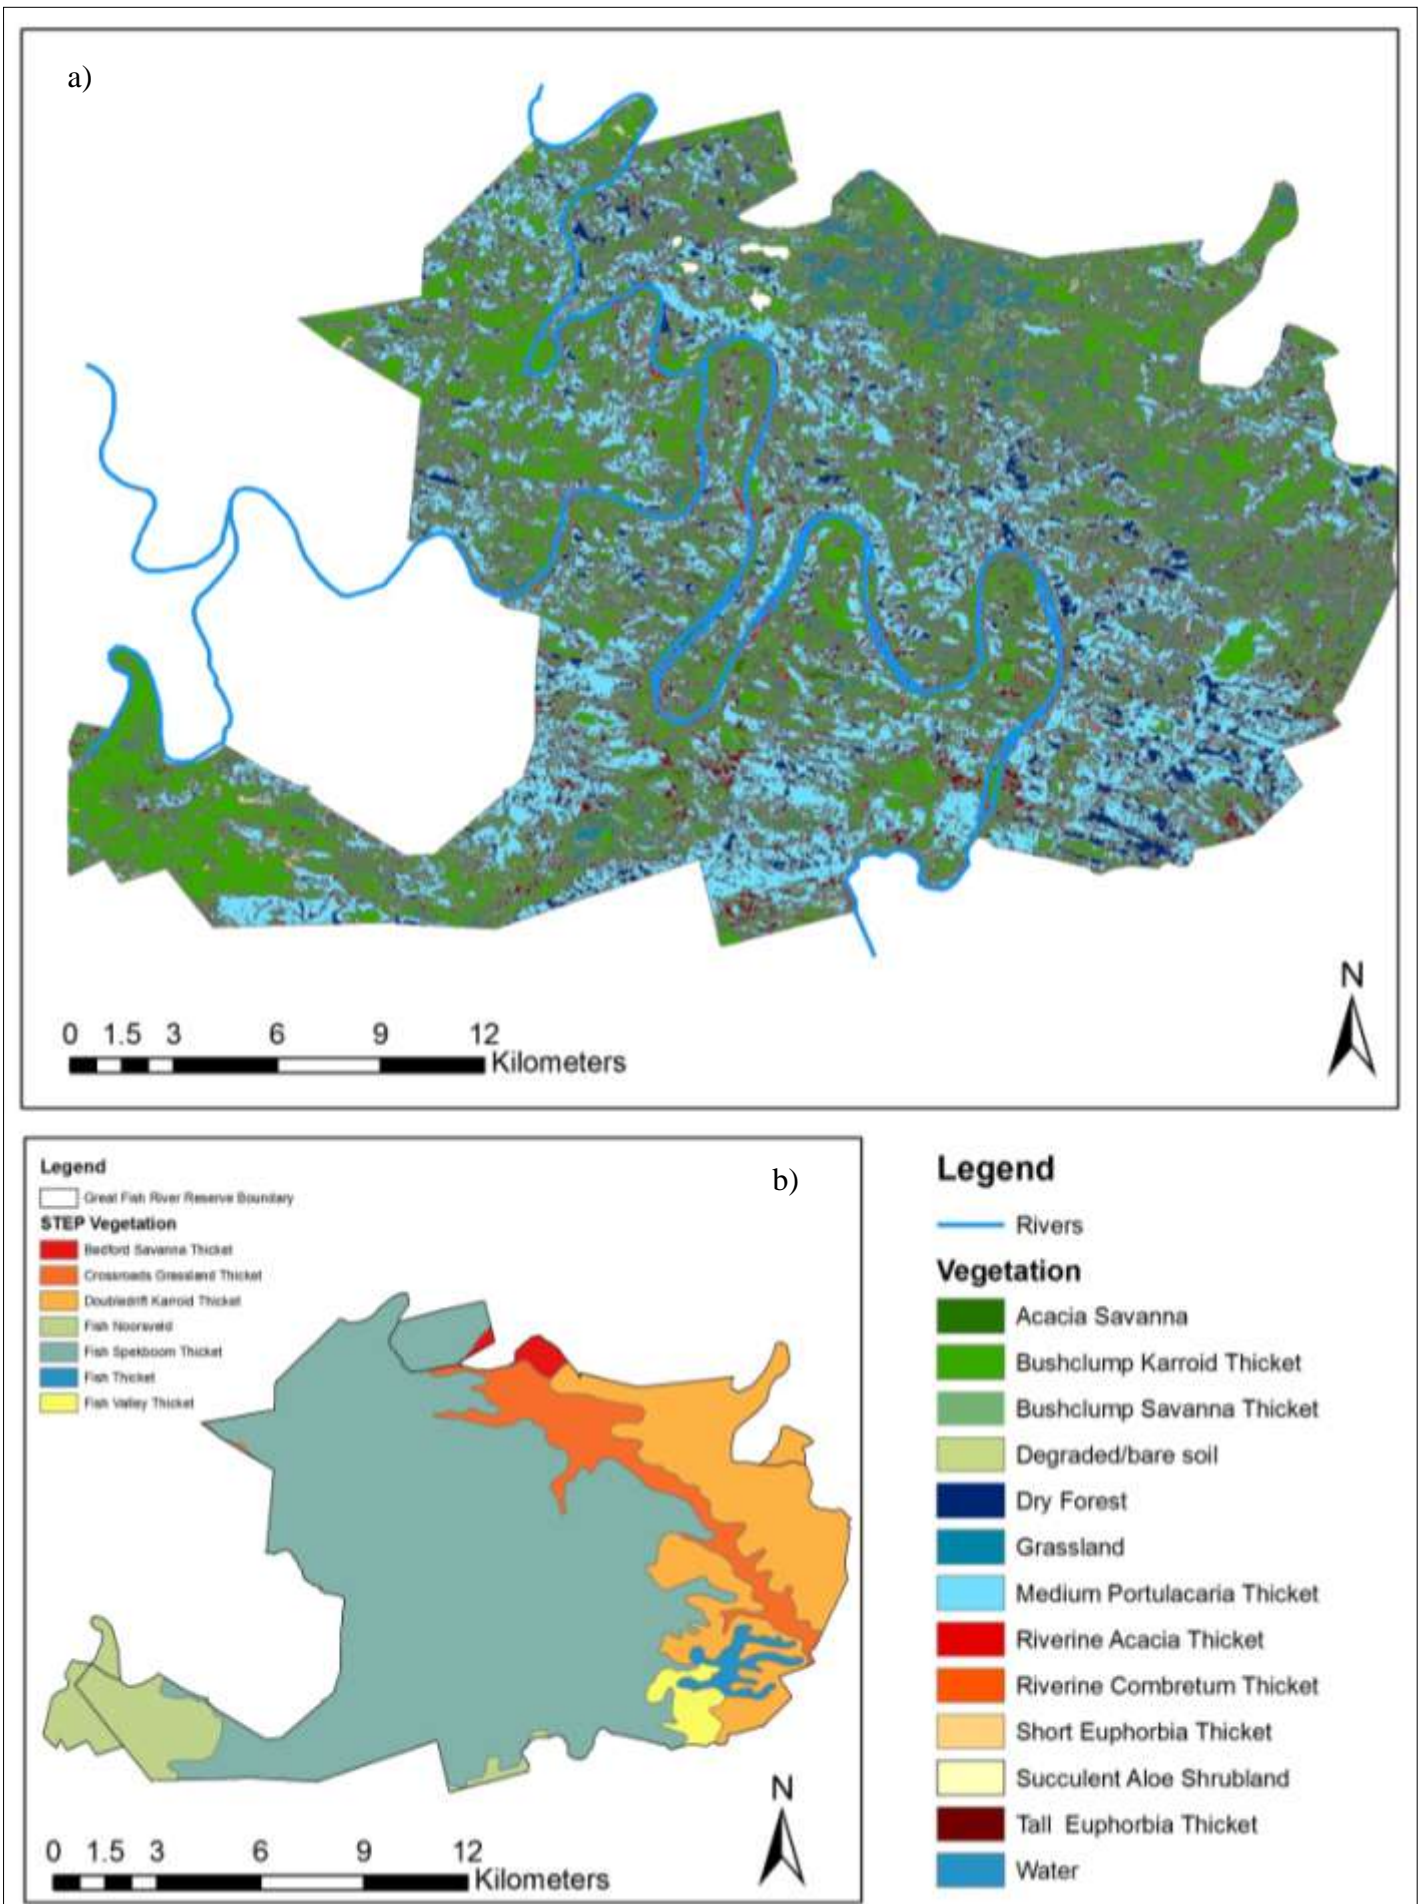 a)
N
0 1.5 3 6 9 12
Kilometers
b)
Legend
Great Fish River Reserve Boundary
STEP Vegetation
Bedford Savanna Thicket
Crossroads Grassland Thicket
Doubledrift Karroid Thicket
Fish Noorsveld
Fish Spekboom Thicket
Fish Thicket
Fish Valley Thicket
N
0 1.5 3 6 9 12
Kilometers
Legend
Rivers
Vegetation
Acacia Savanna
Bushclump Karroid Thicket
Bushclump Savanna Thicket
Degraded/bare soil
Dry Forest
Grassland
Medium Portulacaria Thicket
Riverine Acacia Thicket
Riverine Combretum Thicket
Short Euphorbia Thicket
Succulent Aloe Shrubland
Tall Euphorbia Thicket
Water